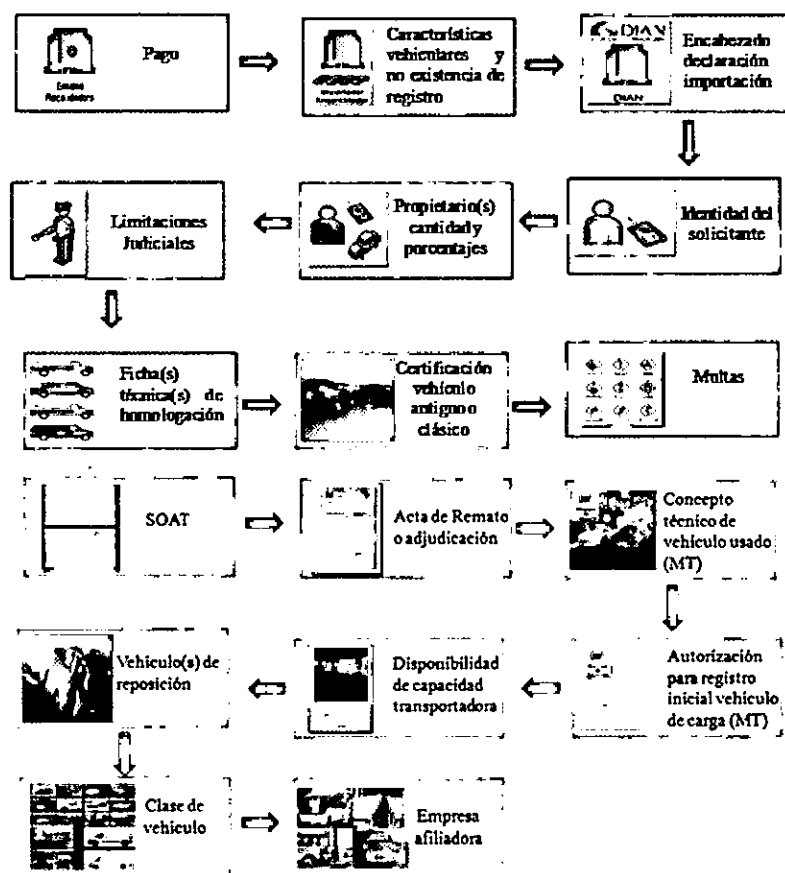 Pago
Características
vehiculares y
no existencia de
registro
DIAN
DIAN
Encabezado
declaración
importación
Limitaciones
Judiciales
Propietario(s)
cantidad y
porcentajes
Identidad del
solicitante
Ficha(s)
técnica(s) de
homologación
Certificación
vehículo
antiguo o
clásico
Multas
SOAT
Acta de Remato
o adjudicación
Concepto
técnico de
vehículo usado
(MT)
Vehículo(s) de
reposición
Disponibilidad
de capacidad
transportadora
Autorización
para registro
inicial vehículo
de carga (MT)
Clase de
vehículo
Empresa
afiliadora